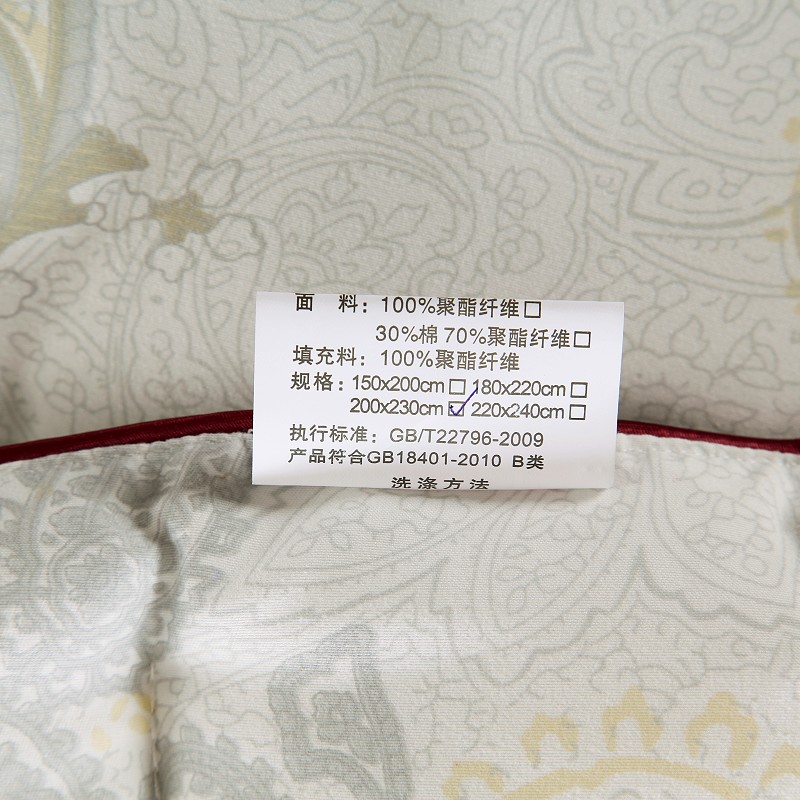 面 料：100%聚酯纤维□
30%棉 70%聚酯纤维□
填充料：100%聚酯纤维
规格：150x200cm□ 180x220cm□
200x230cm☑ 220x240cm□
执行标准：GB/T22796-2009
产品符合GB18401-2010 B类
洗涤方法